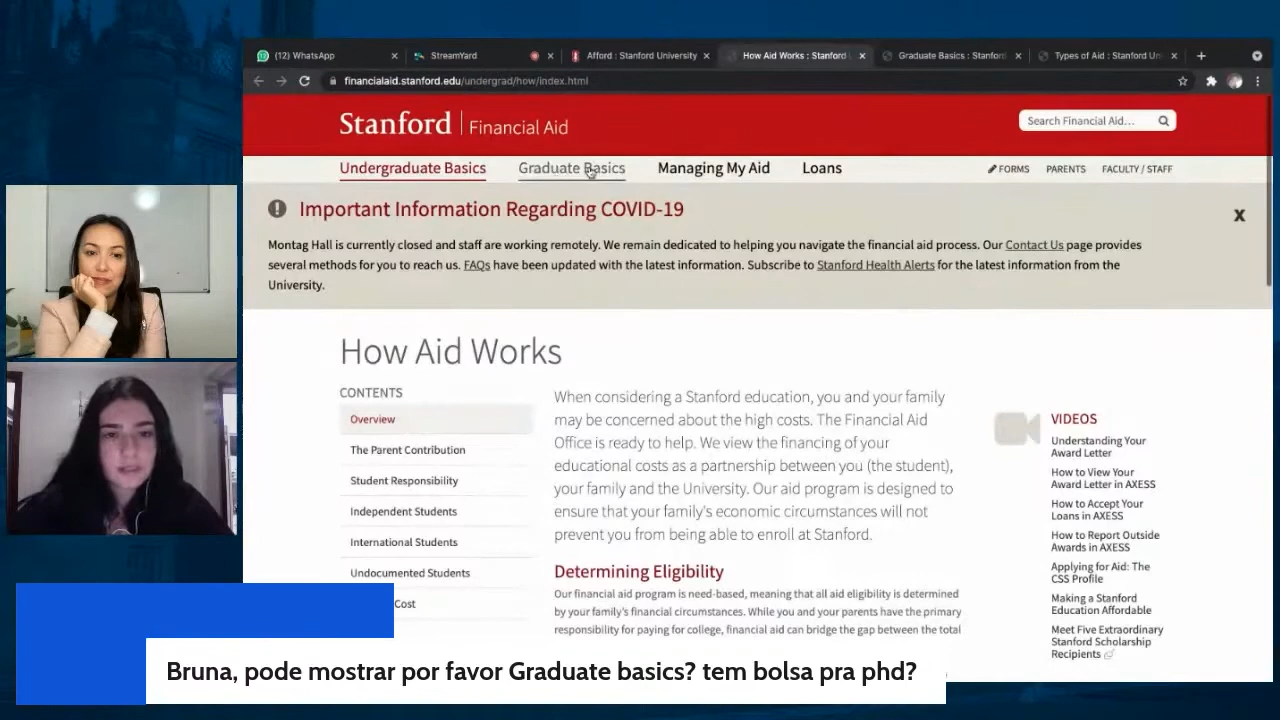 (12) WhatsApp
StreamYard
Afford : Stanford University
How Aid Works : Stanford
Graduate Basics : Stanford
Types of Aid : Stanford Un
financialaid.stanford.edu/undergrad/how/index.html
Stanford | Financial Aid
Search Financial Aid...
Undergraduate Basics
Graduate Basics
Managing My Aid
Loans
FORMS
PARENTS
FACULTY / STAFF
Important Information Regarding COVID-19
X
Montag Hall is currently closed and staff are working remotely. We remain dedicated to helping you navigate the financial aid process. Our Contact Us page provides
several methods for you to reach us. FAQs have been updated with the latest information. Subscribe to Stanford Health Alerts for the latest information from the
University.
How Aid Works
CONTENTS
Overview
The Parent Contribution
Student Responsibility
Independent Students
International Students
Undocumented Students
Cost
When considering a Stanford education, you and your family
may be concerned about the high costs. The Financial Aid
Office is ready to help. We view the financing of your
educational costs as a partnership between you (the student),
your family and the University. Our aid program is designed to
ensure that your family's economic circumstances will not
prevent you from being able to enroll at Stanford.
Determining Eligibility
Our financial aid program is need-based, meaning that all aid eligibility is determined
by your family's financial circumstances. While you and your parents have the primary
responsibility for paying for college, financial aid can bridge the gap between the total
VIDEOS
Understanding Your
Award Letter
How to View Your
Award Letter in AXESS
How to Accept Your
Loans in AXESS
How to Report Outside
Awards in AXESS
Applying for Aid: The
CSS Profile
Making a Stanford
Education Affordable
Meet Five Extraordinary
Stanford Scholarship
Recipients
Bruna, pode mostrar por favor Graduate basics? tem bolsa pra phd?